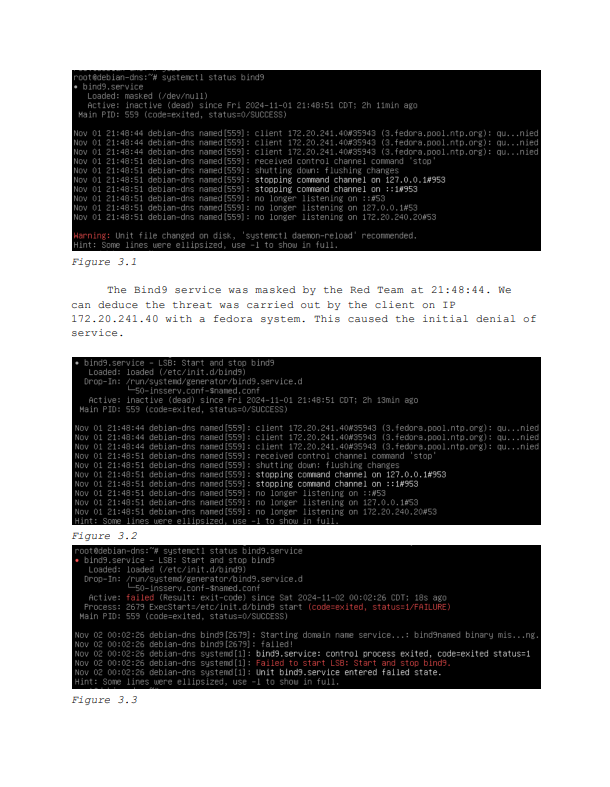 root@debian-dns:~# systemctl status bind9
● bind9.service
Loaded: masked (/dev/null)
Active: inactive (dead) since Fri 2024-11-01 21:48:51 CDT; 2h 11min ago
Main PID: 559 (code=exited, status=0/SUCCESS)
Nov 01 21:48:44 debian-dns named[559]: client 172.20.241.40#35943 (3.fedora.pool.ntp.org): qu...nied
Nov 01 21:48:44 debian-dns named[559]: client 172.20.241.40#35943 (3.fedora.pool.ntp.org): qu...nied
Nov 01 21:48:44 debian-dns named[559]: client 172.20.241.40#35943 (3.fedora.pool.ntp.org): qu...nied
Nov 01 21:48:51 debian-dns named[559]: received control channel command 'stop'
Nov 01 21:48:51 debian-dns named[559]: shutting down: flushing changes
Nov 01 21:48:51 debian-dns named[559]: stopping command channel on 127.0.0.1#953
Nov 01 21:48:51 debian-dns named[559]: stopping command channel on ::1#953
Nov 01 21:48:51 debian-dns named[559]: no longer listening on ::#53
Nov 01 21:48:51 debian-dns named[559]: no longer listening on 127.0.0.1#53
Nov 01 21:48:51 debian-dns named[559]: no longer listening on 172.20.240.20#53
Warning: Unit file changed on disk, 'systemctl daemon-reload' recommended.
Hint: Some lines were ellipsized, use -l to show in full.
Figure 3.1
The Bind9 service was masked by the Red Team at 21:48:44. We
can deduce the threat was carried out by the client on IP
172.20.241.40 with a fedora system. This caused the initial denial of
service.
● bind9.service - LSB: Start and stop bind9
Loaded: loaded (/etc/init.d/bind9)
Drop-In: /run/systemd/generator/bind9.service.d
└─50-insserv.conf-$named.conf
Active: inactive (dead) since Fri 2024-11-01 21:48:51 CDT; 2h 13min ago
Main PID: 559 (code=exited, status=0/SUCCESS)
Nov 01 21:48:44 debian-dns named[559]: client 172.20.241.40#35943 (3.fedora.pool.ntp.org): qu...nied
Nov 01 21:48:44 debian-dns named[559]: client 172.20.241.40#35943 (3.fedora.pool.ntp.org): qu...nied
Nov 01 21:48:44 debian-dns named[559]: client 172.20.241.40#35943 (3.fedora.pool.ntp.org): qu...nied
Nov 01 21:48:51 debian-dns named[559]: received control channel command 'stop'
Nov 01 21:48:51 debian-dns named[559]: shutting down: flushing changes
Nov 01 21:48:51 debian-dns named[559]: stopping command channel on 127.0.0.1#953
Nov 01 21:48:51 debian-dns named[559]: stopping command channel on ::1#953
Nov 01 21:48:51 debian-dns named[559]: no longer listening on ::#53
Nov 01 21:48:51 debian-dns named[559]: no longer listening on 127.0.0.1#53
Nov 01 21:48:51 debian-dns named[559]: no longer listening on 172.20.240.20#53
Hint: Some lines were ellipsized, use -l to show in full.
Figure 3.2
root@debian-dns:~# systemctl status bind9.service
● bind9.service - LSB: Start and stop bind9
Loaded: loaded (/etc/init.d/bind9)
Drop-In: /run/systemd/generator/bind9.service.d
└─50-insserv.conf-$named.conf
Active: failed (Result: exit-code) since Sat 2024-11-02 00:02:26 CDT; 18s ago
Process: 2679 ExecStart=/etc/init.d/bind9 start (code=exited, status=1/FAILURE)
Main PID: 559 (code=exited, status=0/SUCCESS)
Nov 02 00:02:26 debian-dns bind9[2679]: Starting domain name service...: bind9named binary mis...ng.
Nov 02 00:02:26 debian-dns bind9[2679]: failed!
Nov 02 00:02:26 debian-dns systemd[1]: bind9.service: control process exited, code=exited status=1
Nov 02 00:02:26 debian-dns systemd[1]: Failed to start LSB: Start and stop bind9.
Nov 02 00:02:26 debian-dns systemd[1]: Unit bind9.service entered failed state.
Hint: Some lines were ellipsized, use -l to show in full.
Figure 3.3